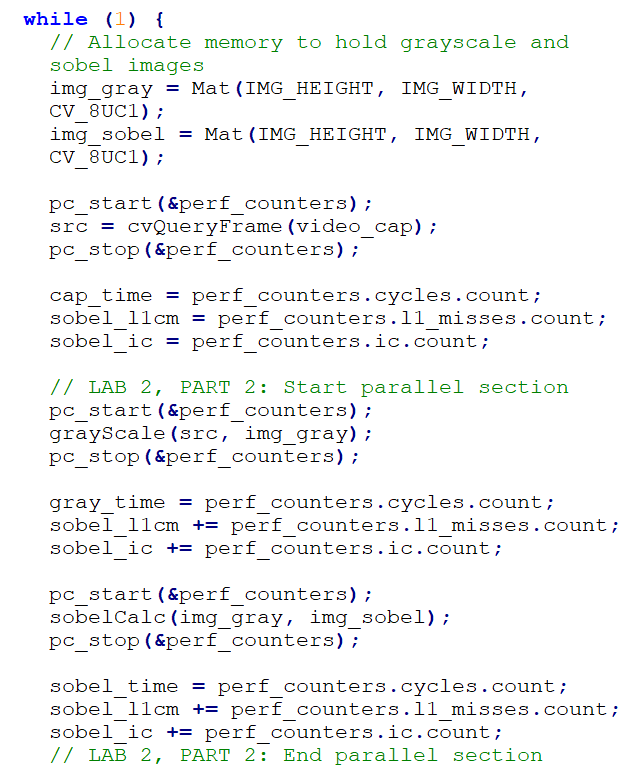 while (1) {
// Allocate memory to hold grayscale and
sobel images
img_gray = Mat(IMG_HEIGHT, IMG_WIDTH,
CV_8UC1);
img_sobel = Mat(IMG_HEIGHT, IMG_WIDTH,
CV_8UC1);
pc_start(&perf_counters);
src = cvQueryFrame(video_cap);
pc_stop(&perf_counters);
cap_time = perf_counters.cycles.count;
sobel_l1cm = perf_counters.l1_misses.count;
sobel_ic = perf_counters.ic.count;
// LAB 2, PART 2: Start parallel section
pc_start(&perf_counters);
grayScale(src, img_gray);
pc_stop(&perf_counters);
gray_time = perf_counters.cycles.count;
sobel_l1cm += perf_counters.l1_misses.count;
sobel_ic += perf_counters.ic.count;
pc_start(&perf_counters);
sobelCalc(img_gray, img_sobel);
pc_stop(&perf_counters);
sobel_time = perf_counters.cycles.count;
sobel_l1cm += perf_counters.l1_misses.count;
sobel_ic += perf_counters.ic.count;
// LAB 2, PART 2: End parallel section